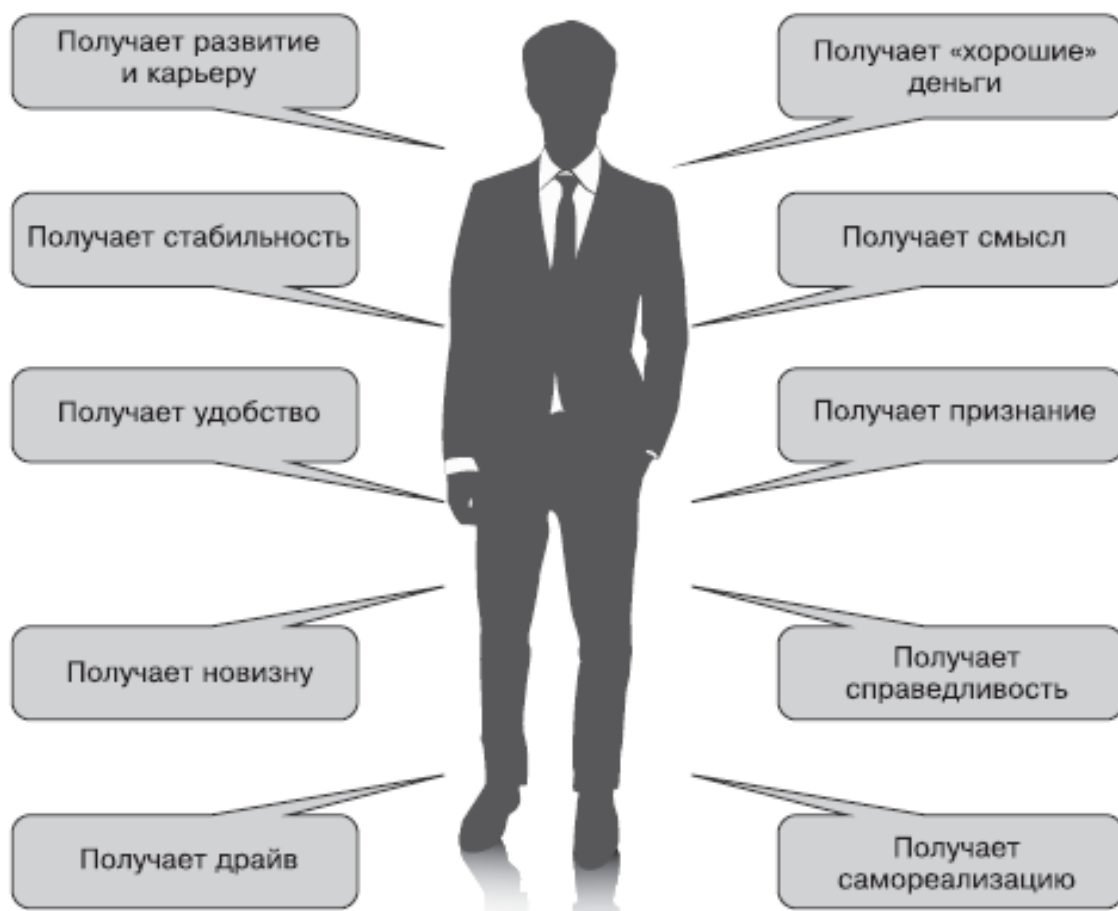 Получает развитие
и карьеру
Получает «хорошие»
деньги
Получает стабильность
Получает смысл
Получает удобство
Получает признание
Получает новизну
Получает
справедливость
Получает драйв
Получает
самореализацию